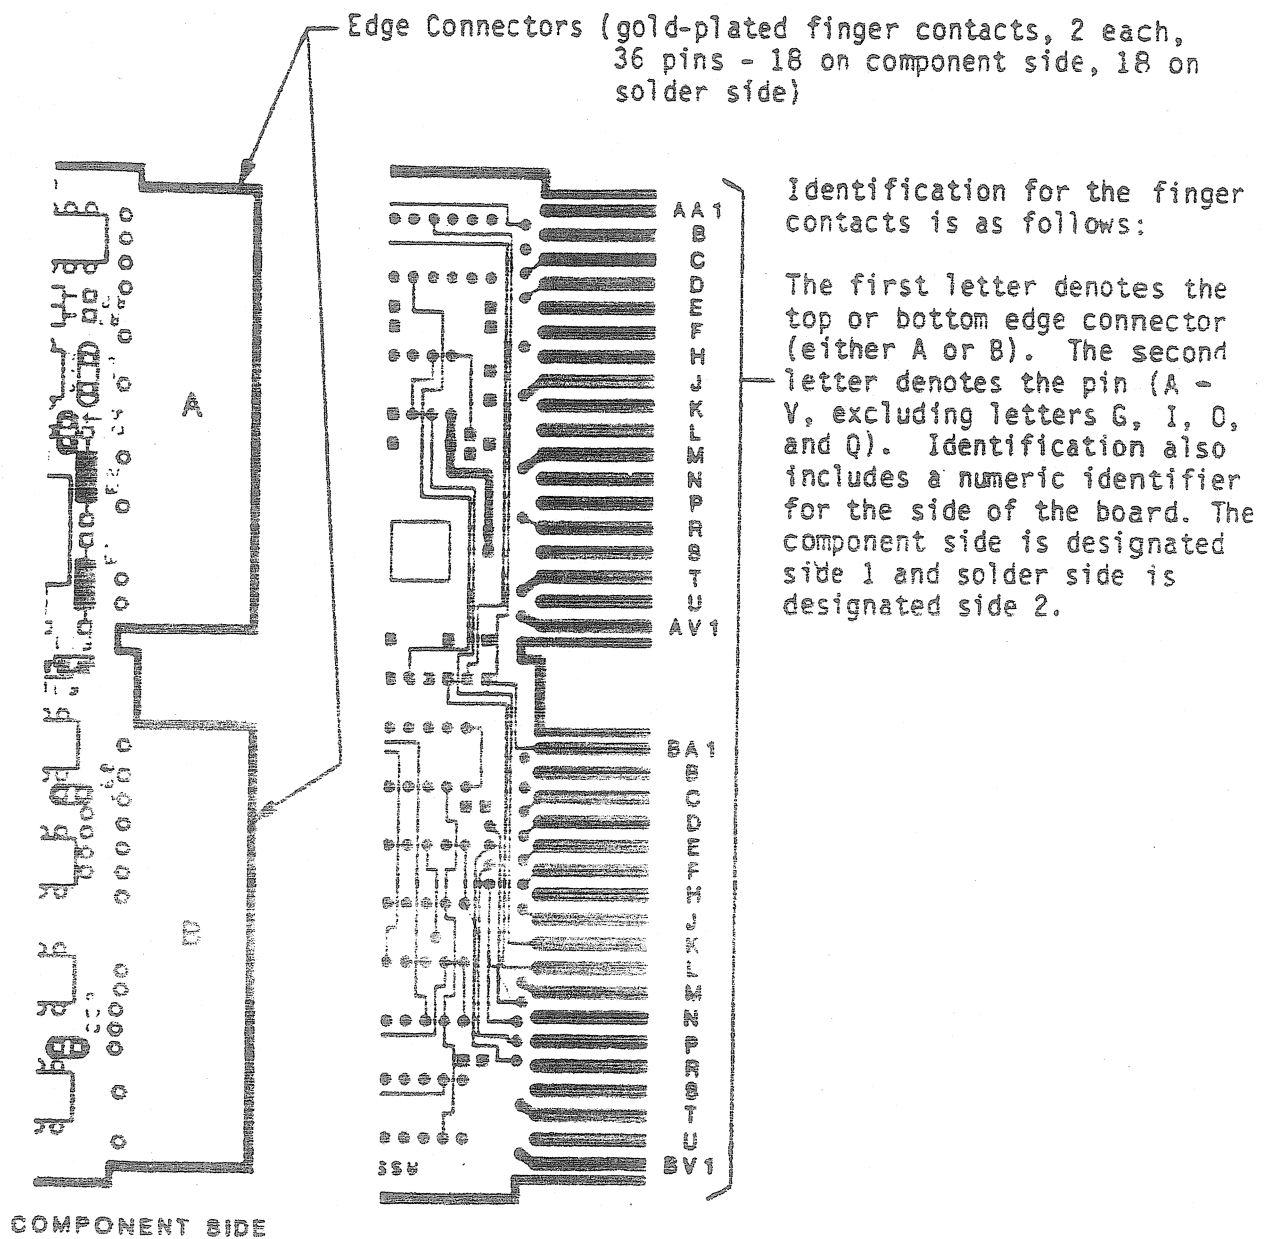 Edge Connectors (gold-plated finger contacts, 2 each,
36 pins - 18 on component side, 18 on
solder side)
Identification for the finger
contacts is as follows:
The first letter denotes the
top or bottom edge connector
(either A or B). The second
letter denotes the pin (A -
V, excluding letters G, I, O,
and Q). Identification also
includes a numeric identifier
for the side of the board. The
component side is designated
side 1 and solder side is
designated side 2.
A
B
AA1
B
C
D
E
F
H
J
K
L
M
N
P
R
S
T
U
AV1
BA1
B
C
D
E
F
H
J
K
L
M
N
P
R
S
T
U
BV1
COMPONENT SIDE